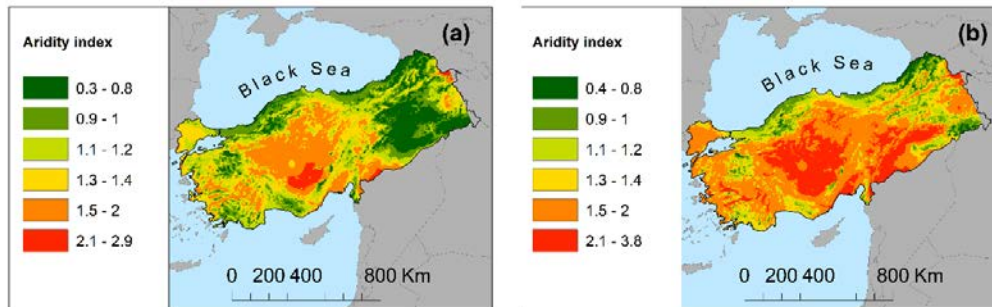 Aridity index
0.3 - 0.8
0.9 - 1
1.1 - 1.2
1.3 - 1.4
1.5 - 2
2.1 - 2.9
(a)
Black Sea
0 200 400 800 Km
Aridity index
0.4 - 0.8
0.9 - 1
1.1 - 1.2
1.3 - 1.4
1.5 - 2
2.1 - 3.8
(b)
Black Sea
0 200 400 800 Km